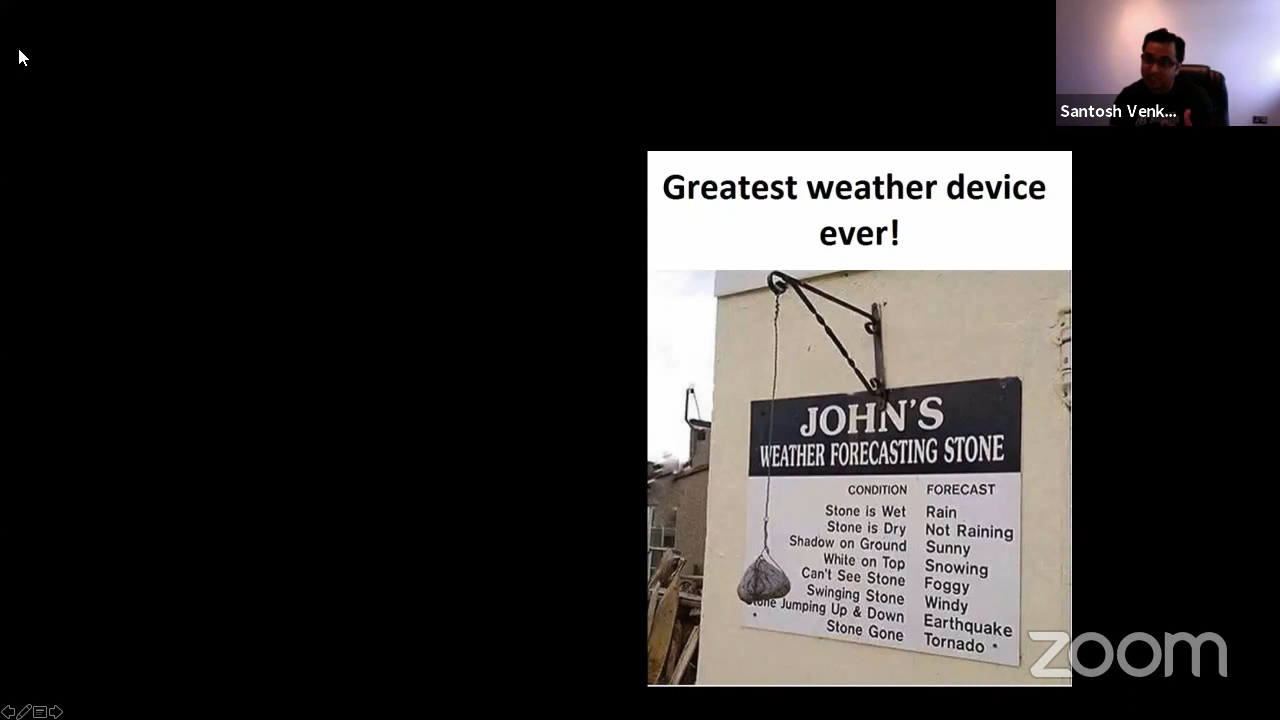 Santosh Venk...
Greatest weather device
ever!
JOHN'S
WEATHER FORECASTING STONE
CONDITION FORECAST
Stone is Wet Rain
Stone is Dry Not Raining
Shadow on Ground Sunny
White on Top Snowing
Can't See Stone Foggy
Swinging Stone Windy
Stone Jumping Up & Down Earthquake
Stone Gone Tornado
zoom